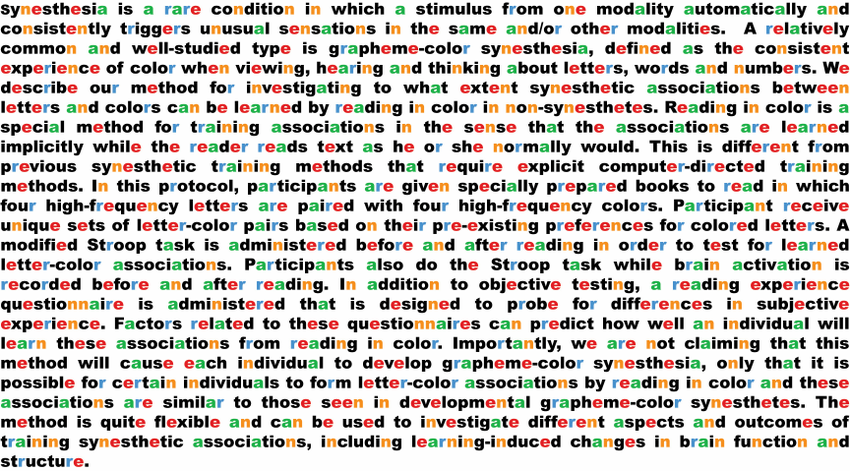 Synesthesia is a rare condition in which a stimulus from one modality automatically and
consistently triggers unusual sensations in the same and/or other modalities. A relatively
common and well-studied type is grapheme-color synesthesia, defined as the consistent
experience of color when viewing, hearing and thinking about letters, words and numbers. We
describe our method for investigating to what extent synesthetic associations between
letters and colors can be learned by reading in color in non-synesthetes. Reading in color is a
special method for training associations in the sense that the associations are learned
implicitly while the reader reads text as he or she normally would. This is different from
previous synesthetic training methods that require explicit computer-directed training
methods. In this protocol, participants are given specially prepared books to read in which
four high-frequency letters are paired with four high-frequency colors. Participant receive
unique sets of letter-color pairs based on their pre-existing preferences for colored letters. A
modified Stroop task is administered before and after reading in order to test for learned
letter-color associations. Participants also do the Stroop task while brain activation is
recorded before and after reading. In addition to objective testing, a reading experience
questionnaire is administered that is designed to probe for differences in subjective
experience. Factors related to these questionnaires can predict how well an individual will
learn these associations from reading in color. Importantly, we are not claiming that this
method will cause each individual to develop grapheme-color synesthesia, only that it is
possible for certain individuals to form letter-color associations by reading in color and these
associations are similar to those seen in developmental grapheme-color synesthetes. The
method is quite flexible and can be used to investigate different aspects and outcomes of
training synesthetic associations, including learning-induced changes in brain function and
structure.